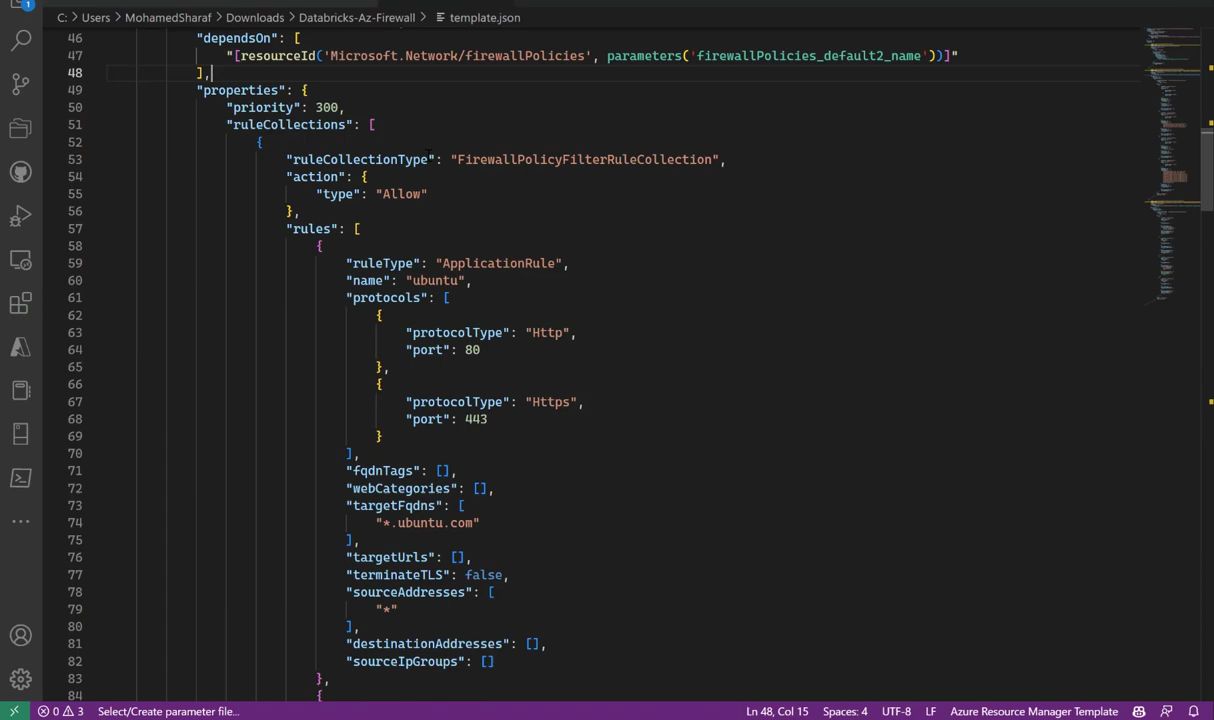 1
C: > Users > MohamedSharaf > Downloads > Databricks-Az-Firewall > template.json
46 "dependsOn": [
47 "[resourceId('Microsoft.Network/firewallPolicies', parameters('firewallPolicies_default2_name'))]"
48 ],
49 "properties": {
50 "priority": 300,
51 "ruleCollections": [
52 {
53 "ruleCollectionType": "FirewallPolicyFilterRuleCollection",
54 "action": {
55 "type": "Allow"
56 },
57 "rules": [
58 {
59 "ruleType": "ApplicationRule",
60 "name": "ubuntu",
61 "protocols": [
62 {
63 "protocolType": "Http",
64 "port": 80
65 },
66 {
67 "protocolType": "Https",
68 "port": 443
69 }
70 ],
71 "fqdnTags": [],
72 "webCategories": [],
73 "targetFqdns": [
74 "*.ubuntu.com"
75 ],
76 "targetUrls": [],
77 "terminateTLS": false,
78 "sourceAddresses": [
79 "*"
80 ],
81 "destinationAddresses": [],
82 "sourceIpGroups": []
83 },
84 {
0 3 Select/Create parameter file... Ln 48, Col 15 Spaces: 4 UTF-8 LF Azure Resource Manager Template